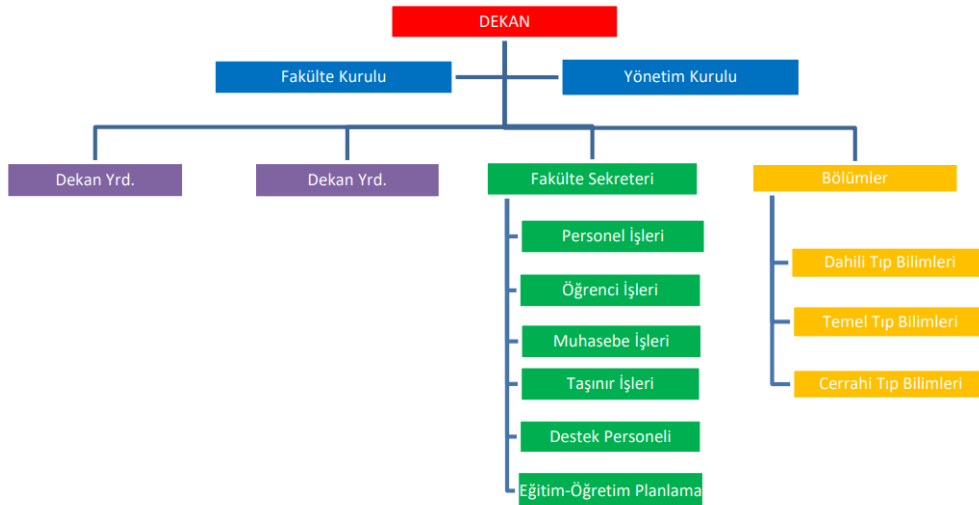 DEKAN
Fakülte Kurulu
Yönetim Kurulu
Dekan Yrd.
Dekan Yrd.
Fakülte Sekreteri
Bölümler
Personel İşleri
Öğrenci İşleri
Muhasebe İşleri
Taşınır İşleri
Destek Personeli
Eğitim-Öğretim Planlama
Dahili Tıp Bilimleri
Temel Tıp Bilimleri
Cerrahi Tıp Bilimleri